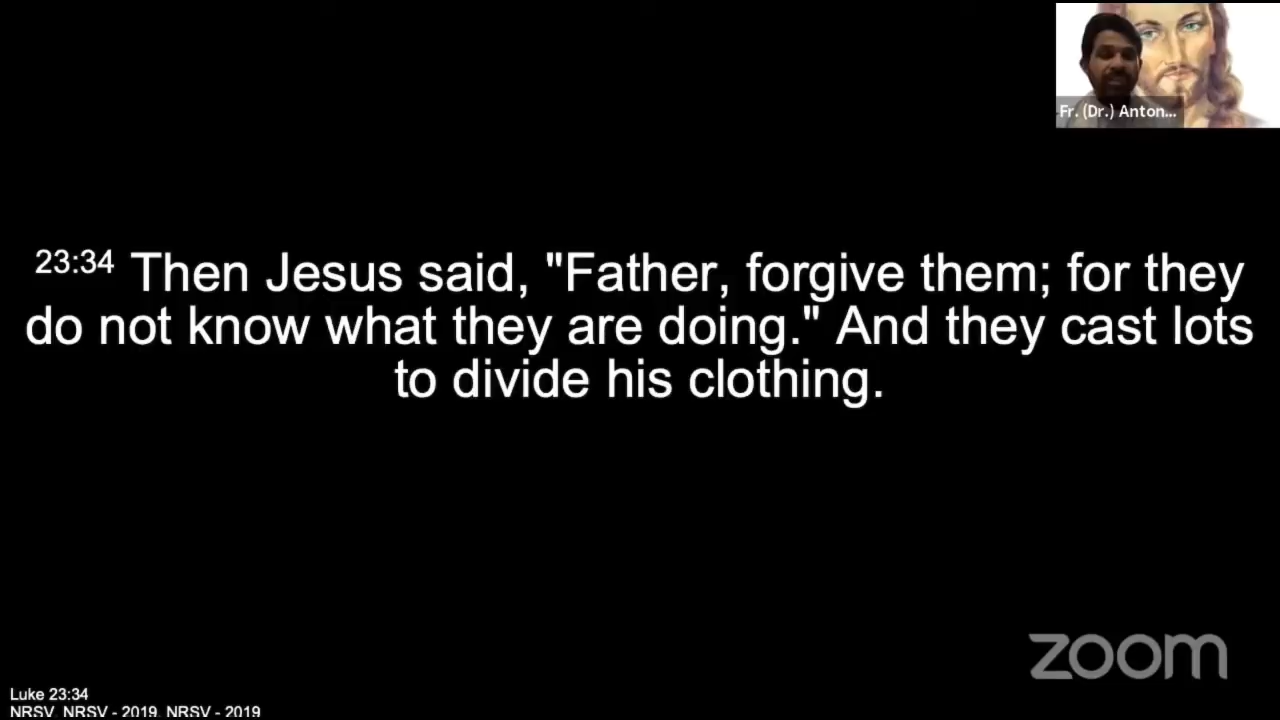 Fr. (Dr.) Anton...
23:34 Then Jesus said, "Father, forgive them; for they
do not know what they are doing." And they cast lots
to divide his clothing.
zoom
Luke 23:34
NRSV, NRSV - 2019, NRSV - 2019